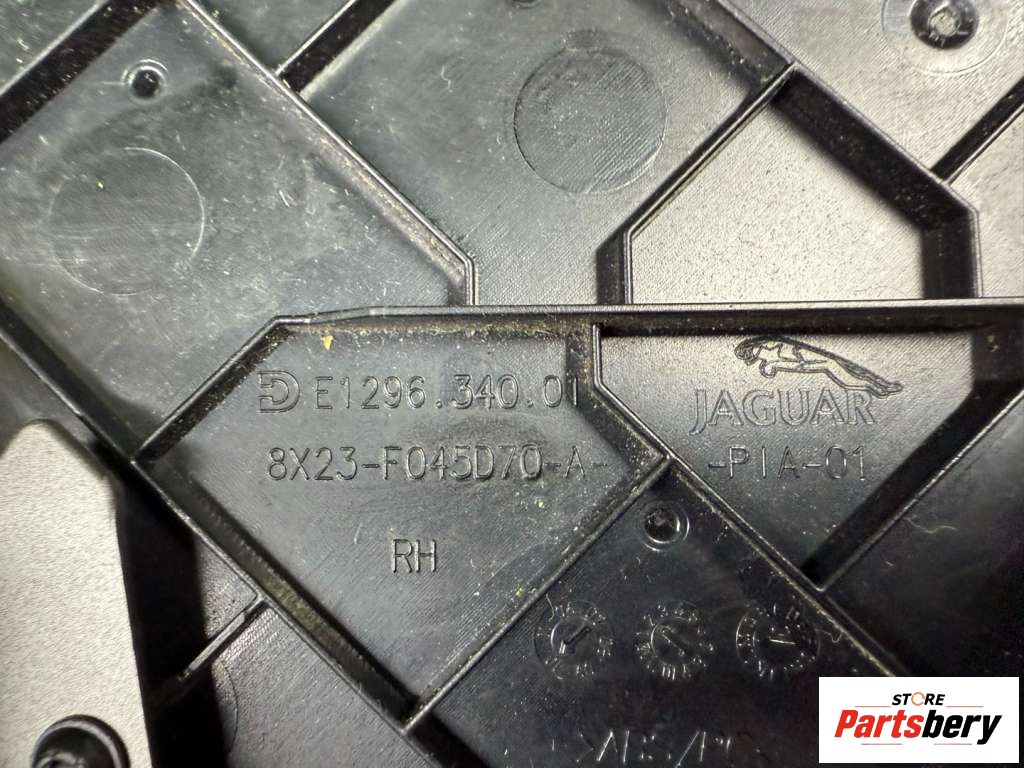 E1296.340.01
8X23-F045D70-A-
RH
JAGUAR
-PIA-01
STORE
Partsbery